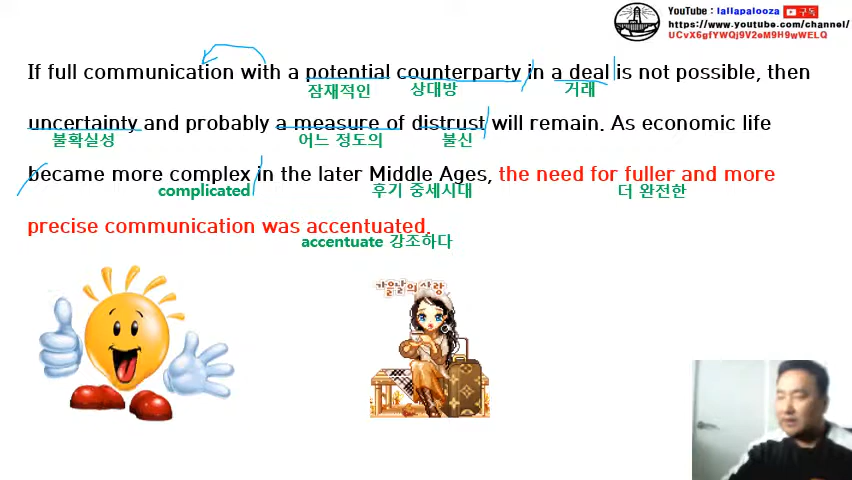 YouTube : lallapalooza 구독
https://www.youtube.com/channel/
UCvX6gfYWQj9V2eM9H9wWELQ
If full communication with a potential counterparty in a deal is not possible, then
잠재적인 상대방 거래
uncertainty and probably a measure of distrust will remain. As economic life
불확실성 어느 정도의 불신
became more complex in the later Middle Ages, the need for fuller and more
complicated 후기 중세시대 더 완전한
precise communication was accentuated.
accentuate 강조하다
가을날의 사랑